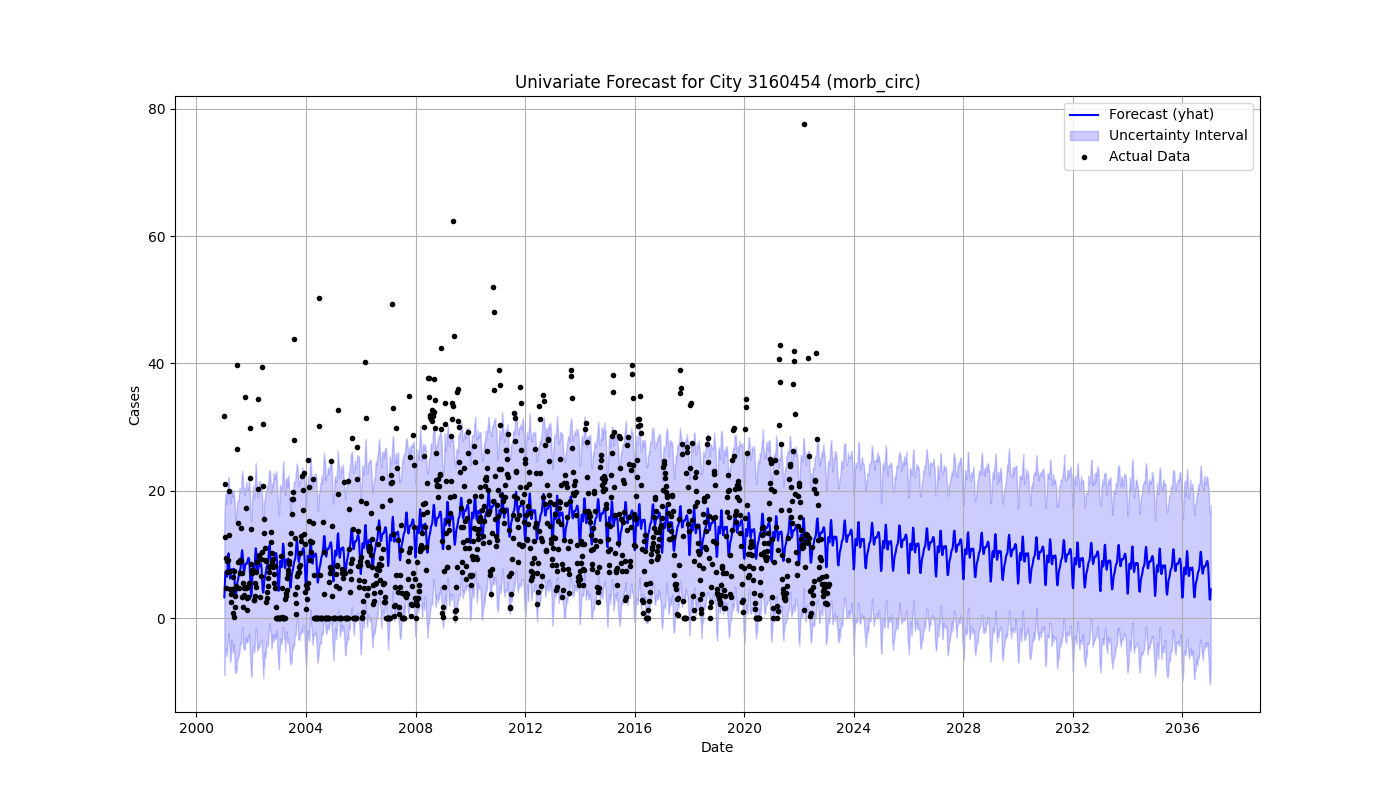 Univariate Forecast for City 3160454 (morb_circ)
Forecast (yhat)
Uncertainty Interval
Actual Data
Cases
80
60
40
20
0
2000 2004 2008 2012 2016 2020 2024 2028 2032 2036
Date